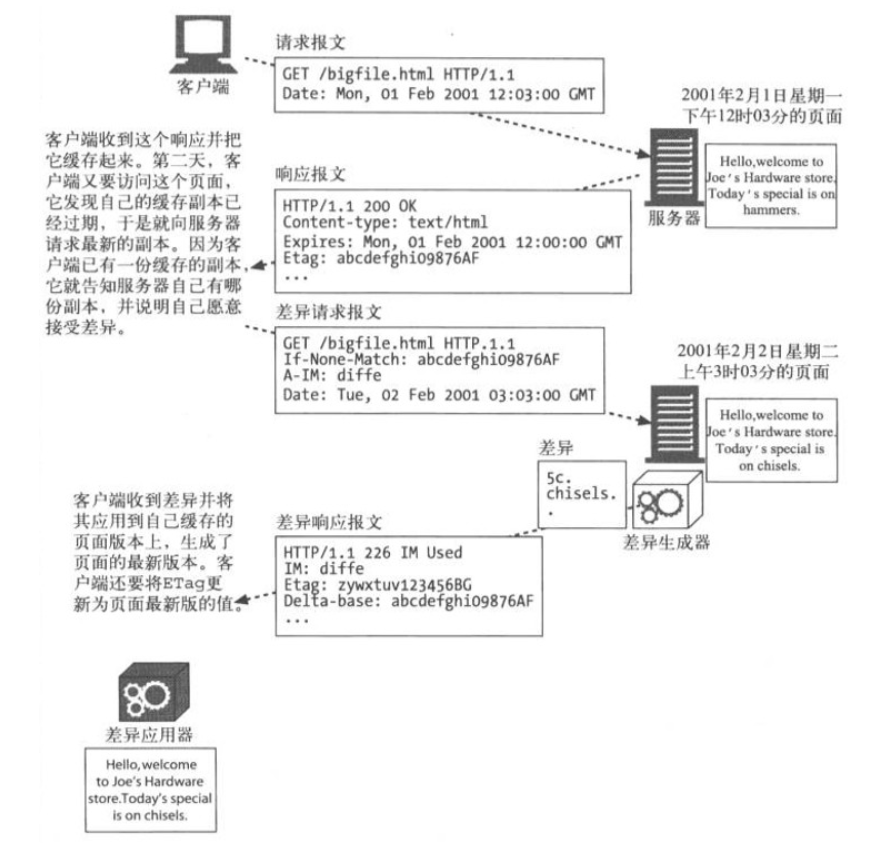 请求报文
GET /bigfile.html HTTP/1.1
Date: Mon, 01 Feb 2001 12:03:00 GMT
客户端
2001年2月1日星期一
下午12时03分的页面
Hello,welcome to
Joe's Hardware store.
Today's special is on
hammers.
服务器
客户端收到这个响应并把
它缓存起来。第二天，客
户端又要访问这个页面，
它发现自己的缓存副本已
经过期，于是就向服务器
请求最新的副本。因为客
户端已有一份缓存的副本，
它就告知服务器自己有哪
份副本，并说明自己愿意
接受差异。
响应报文
HTTP/1.1 200 OK
Content-type: text/html
Expires: Mon, 01 Feb 2001 12:00:00 GMT
Etag: abcdefghi09876AF
...
差异请求报文
GET /bigfile.html HTTP.1.1
If-None-Match: abcdefghi09876AF
A-IM: diffe
Date: Tue, 02 Feb 2001 03:03:00 GMT
2001年2月2日星期二
上午3时03分的页面
Hello,welcome to
Joe's Hardware store.
Today's special is
on chisels.
差异
5c.
chisels.
.
差异生成器
客户端收到差异并将
其应用到自己缓存的
页面版本上，生成了
页面的最新版本。客
户端还要将ETag更
新为页面最新版的值。
差异响应报文
HTTP/1.1 226 IM Used
IM: diffe
Etag: zywxtuv123456BG
Delta-base: abcdefghi09876AF
...
差异应用器
Hello,welcome
to Joe's Hardware
store.Today's special
is on chisels.